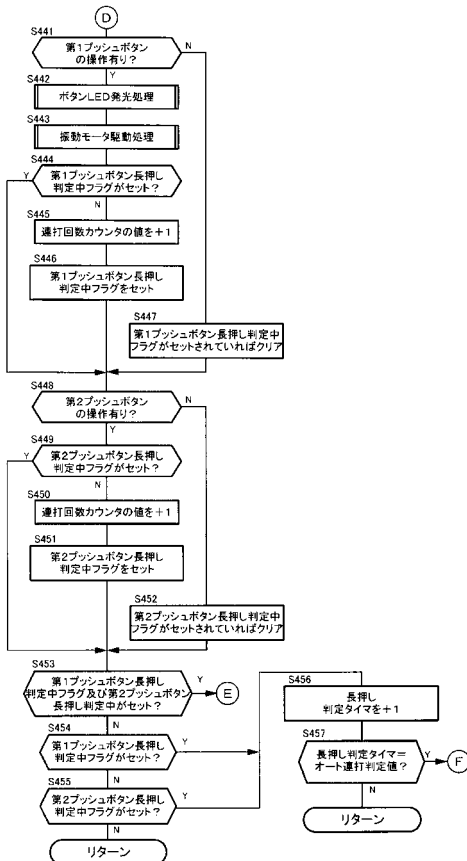 D
S441
第1プッシュボタン
の操作有り?
N
Y
S442
ボタンLED発光処理
S443
振動モータ駆動処理
S444
Y
第1プッシュボタン長押し
判定中フラグがセット?
N
S445
連打回数カウンタの値を+1
S446
第1プッシュボタン長押し
判定中フラグをセット
S447
第1プッシュボタン長押し判定中
フラグがセットされていればクリア
S448
第2プッシュボタン
の操作有り?
N
Y
S449
Y
第2プッシュボタン長押し
判定中フラグがセット?
N
S450
連打回数カウンタの値を+1
S451
第2プッシュボタン長押し
判定中フラグをセット
S452
第2プッシュボタン長押し判定中
フラグがセットされていればクリア
S453
第1プッシュボタン長押し
判定中フラグ及び第2プッシュボタン
長押し判定中がセット?
Y
E
N
S454
第1プッシュボタン長押し
判定中フラグがセット?
Y
N
S455
第2プッシュボタン長押し
判定中フラグがセット?
Y
N
リターン
S456
長押し
判定タイマを+1
S457
長押し判定タイマ=
オート連打判定値?
Y
F
N
リターン